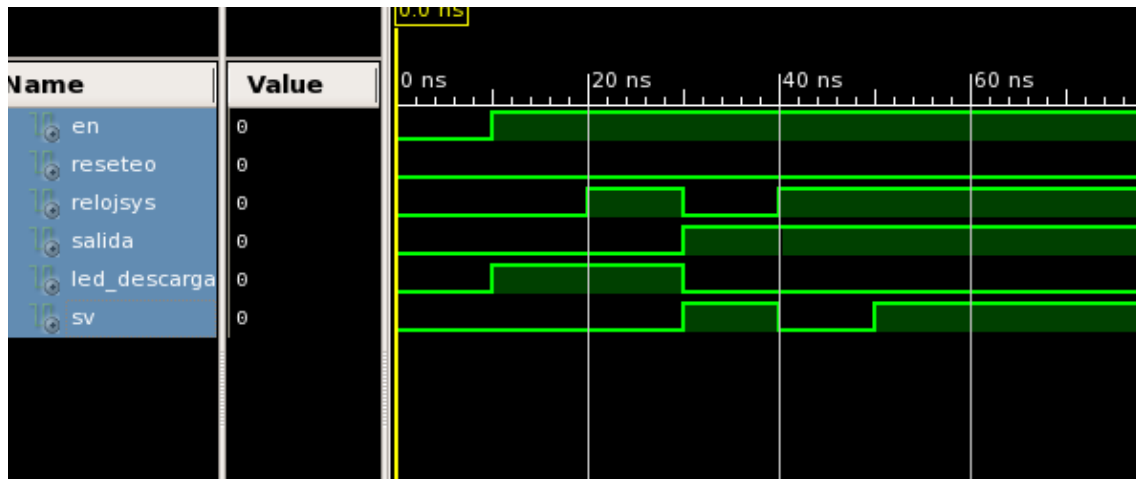 0.0 ns
Name Value 0 ns 20 ns 40 ns 60 ns
en 0
reseteo 0
relojsys 0
salida 0
led_descarga 0
sv 0